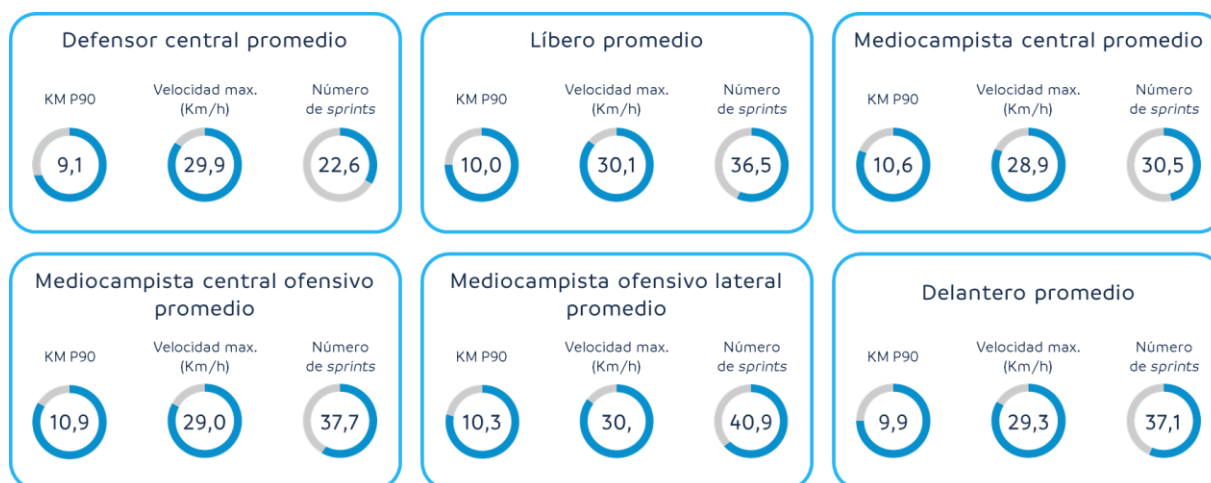 Defensor central promedio
KM P90
Velocidad max.
(Km/h)
Número
de sprints
9,1
29,9
22,6
Líbero promedio
KM P90
Velocidad max.
(Km/h)
Número
de sprints
10,0
30,1
36,5
Mediocampista central promedio
KM P90
Velocidad max.
(Km/h)
Número
de sprints
10,6
28,9
30,5
Mediocampista central ofensivo
promedio
KM P90
Velocidad max.
(Km/h)
Número
de sprints
10,9
29,0
37,7
Mediocampista ofensivo lateral
promedio
KM P90
Velocidad max.
(Km/h)
Número
de sprints
10,3
30,
40,9
Delantero promedio
KM P90
Velocidad max.
(Km/h)
Número
de sprints
9,9
29,3
37,1